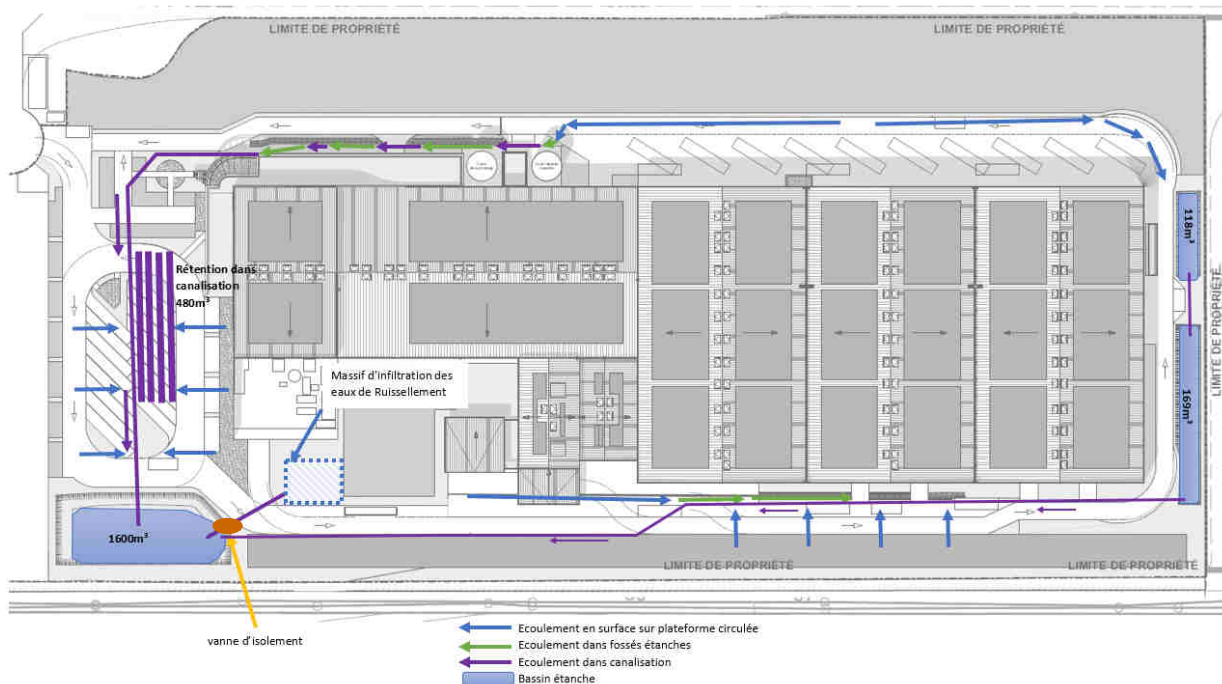 LIMITE DE PROPRIÉTÉ
LIMITE DE PROPRIÉTÉ
118m³
Rétention dans
canalisation
480m³
LIMITE DE PROPRIÉTÉ
169m³
Massif d'infiltration des
eaux de Ruissellement
1600m³
LIMITE DE PROPRIÉTÉ
LIMITE DE PROPRIÉTÉ
vanne d'isolement
Ecoulement en surface sur plateforme circulée
Ecoulement dans fossés étanches
Ecoulement dans canalisation
Bassin étanche